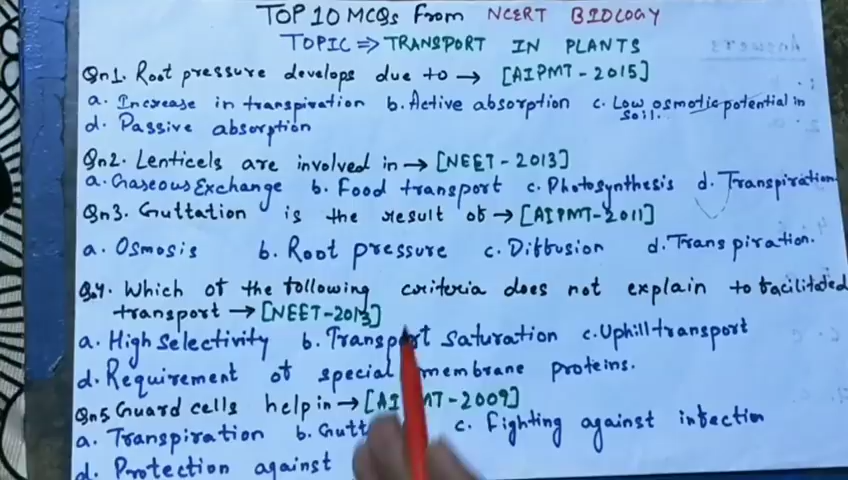 TOP 10 MCQs From NCERT BIOLOGY
TOPIC ⇒ TRANSPORT IN PLANTS
Qn1. Root pressure develops due to → [AIPMT-2015]
a. Increase in transpiration b. Active absorption c. Low osmotic potential in soil.
d. Passive absorption
Qn2. Lenticels are involved in → [NEET-2013]
a. Gaseous Exchange b. Food transport c. Photosynthesis d. Transpiration
Qn3. Guttation is the result of → [AIPMT-2011]
a. Osmosis b. Root pressure c. Diffusion d. Transpiration.
Q.4. Which of the following criteria does not explain to facilitated
transport → [NEET-2013]
a. High selectivity b. Transport saturation c. Uphill transport
d. Requirement of special membrane proteins.
Qn5 Guard cells help in → [AIPMT-2009]
a. Transpiration b. Gutt c. Fighting against infection
d. Protection against